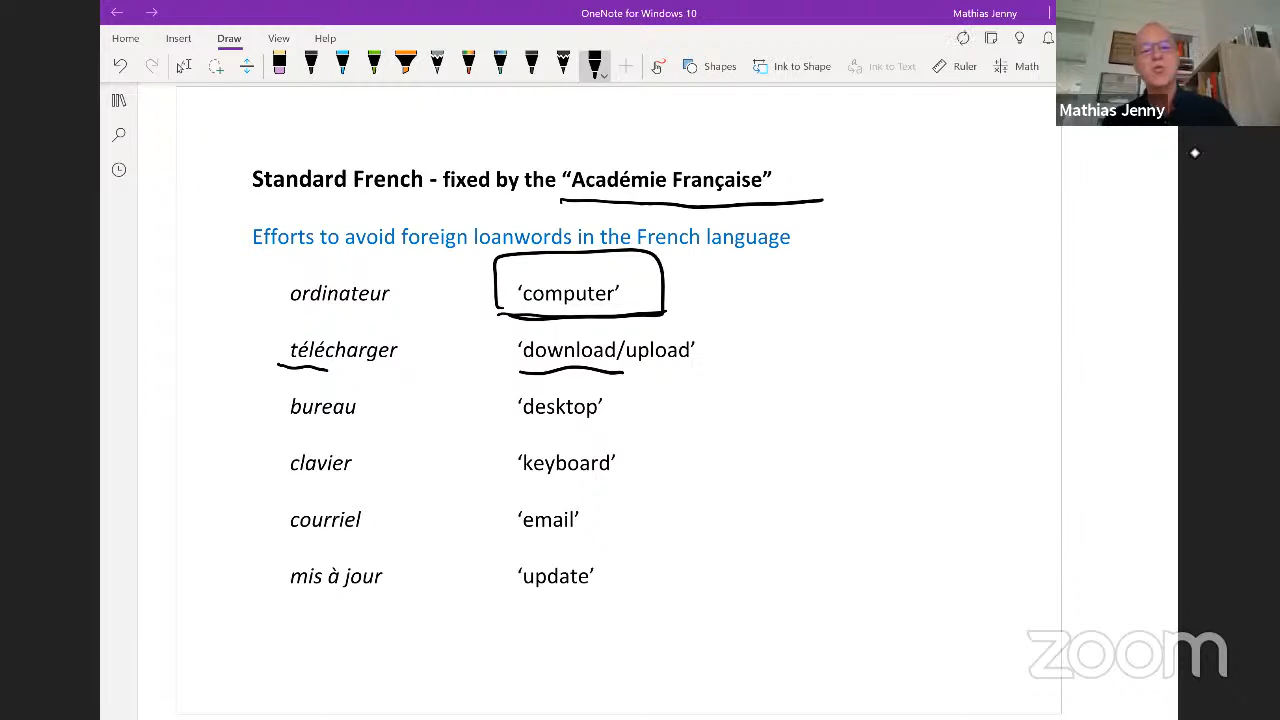 OneNote for Windows 10
Mathias Jenny
Home Insert Draw View Help
Shapes Ink to Shape Ink to Text Ruler Math
Mathias Jenny
Standard French - fixed by the “Académie Française”
Efforts to avoid foreign loanwords in the French language
ordinateur ‘computer’
télécharger ‘download/upload’
bureau ‘desktop’
clavier ‘keyboard’
courriel ‘email’
mis à jour ‘update’
zoom